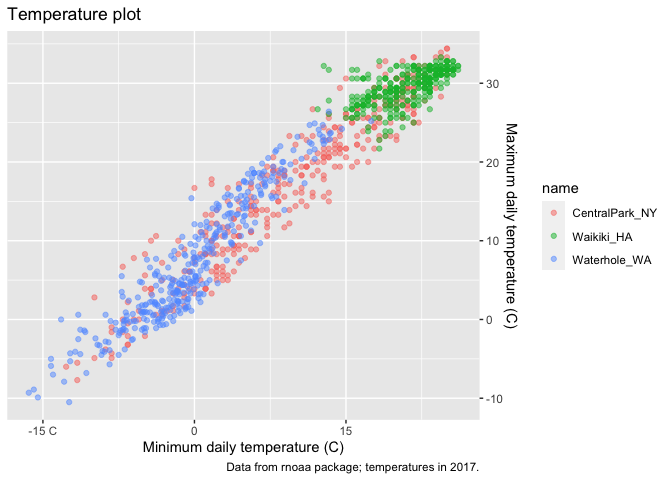 Temperature plot
30
20
10
0
-10
Maximum daily temperature (C)
-15 C
0
15
Minimum daily temperature (C)
Data from rnoaa package; temperatures in 2017.
name
CentralPark_NY
Waikiki_HA
Waterhole_WA